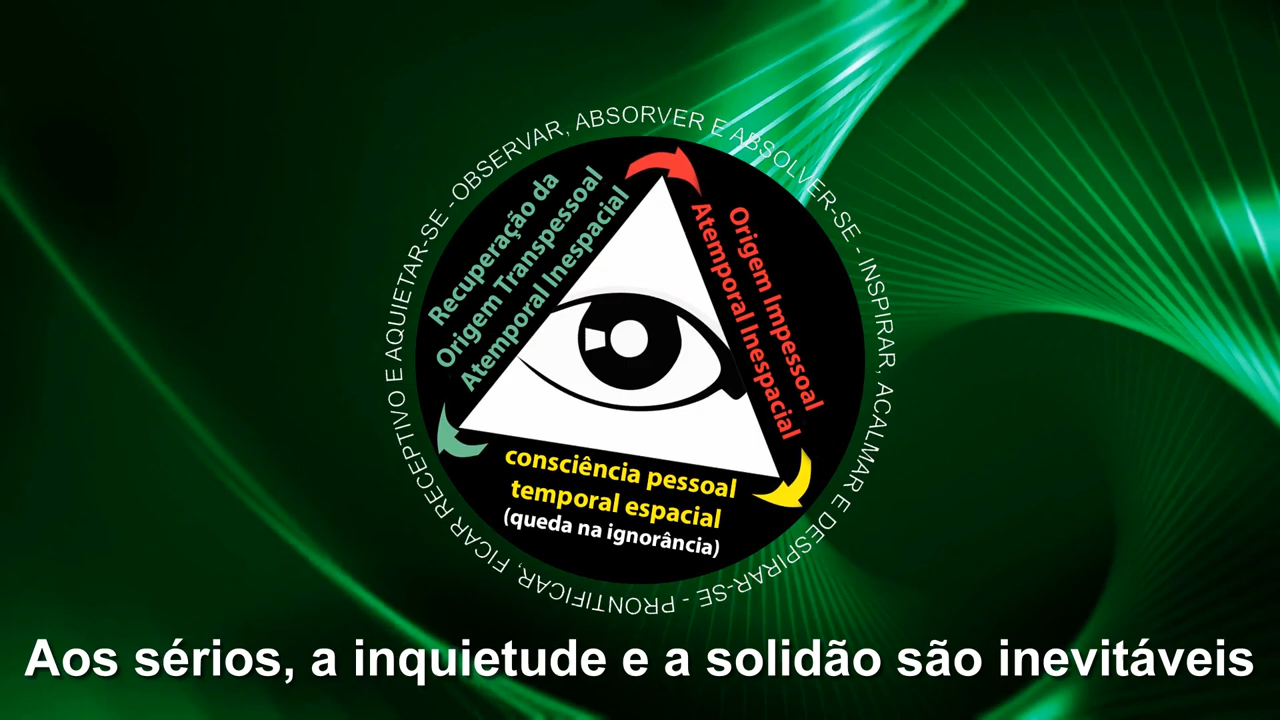 OBSERVAR, ABSORVER E ABSOLVER-SE - INSPIRAR, ACALMAR E DESPIRAR-SE - PRONTIFICAR, FICAR RECEPTIVO E AQUIETAR-SE -
Recuperação da
Origem Transpessoal
Atemporal Inespacial
Origem Impessoal
Atemporal Inespacial
consciência pessoal
temporal espacial
(queda na ignorância)
Aos sérios, a inquietude e a solidão são inevitáveis